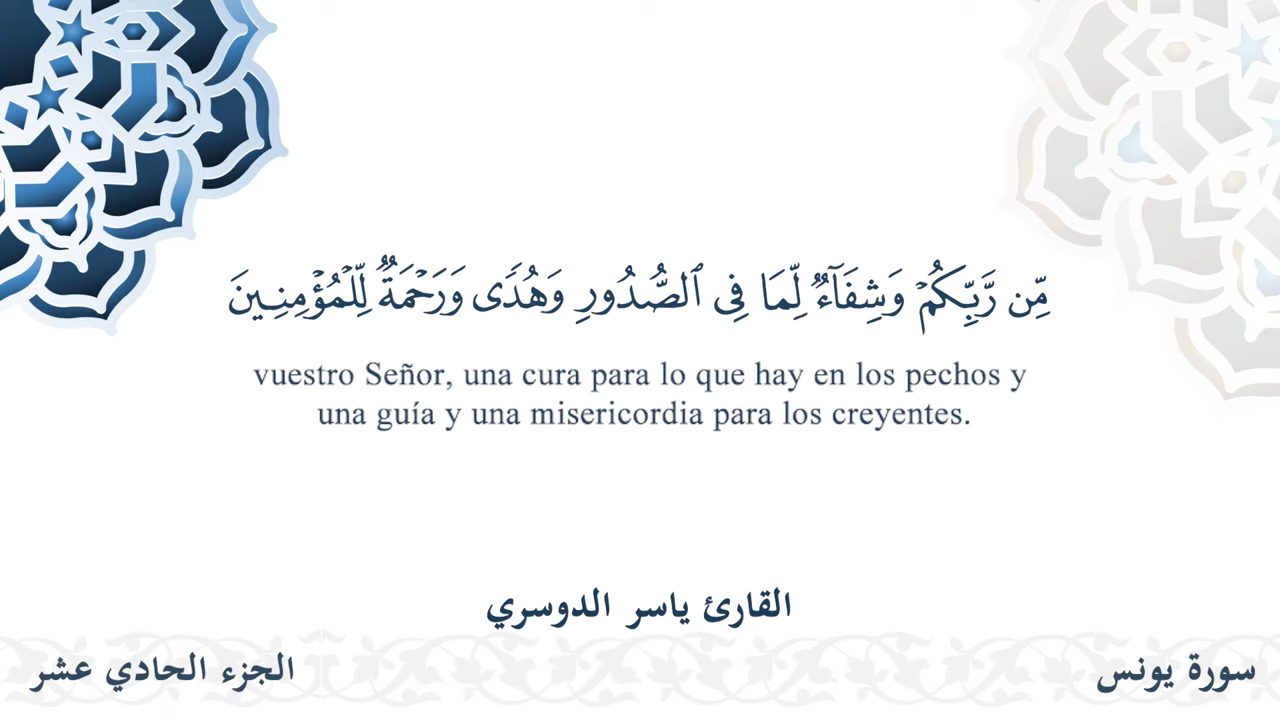 مِّن رَّبِّكُمْ وَشِفَآءٌ لِّمَا فِى ٱلصُّدُورِ وَهُدًى وَرَحْمَةٌ لِّلْمُؤْمِنِينَ
vuestro Señor, una cura para lo que hay en los pechos y
una guía y una misericordia para los creyentes.
القارئ ياسر الدوسري
سورة يونس
الجزء الحادي عشر